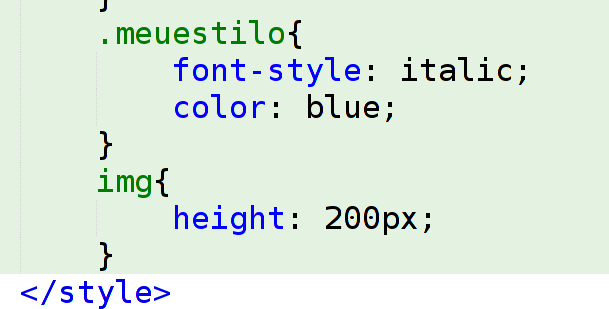 }
.meuestilo{
font-style: italic;
color: blue;
}
img{
height: 200px;
}
</style>